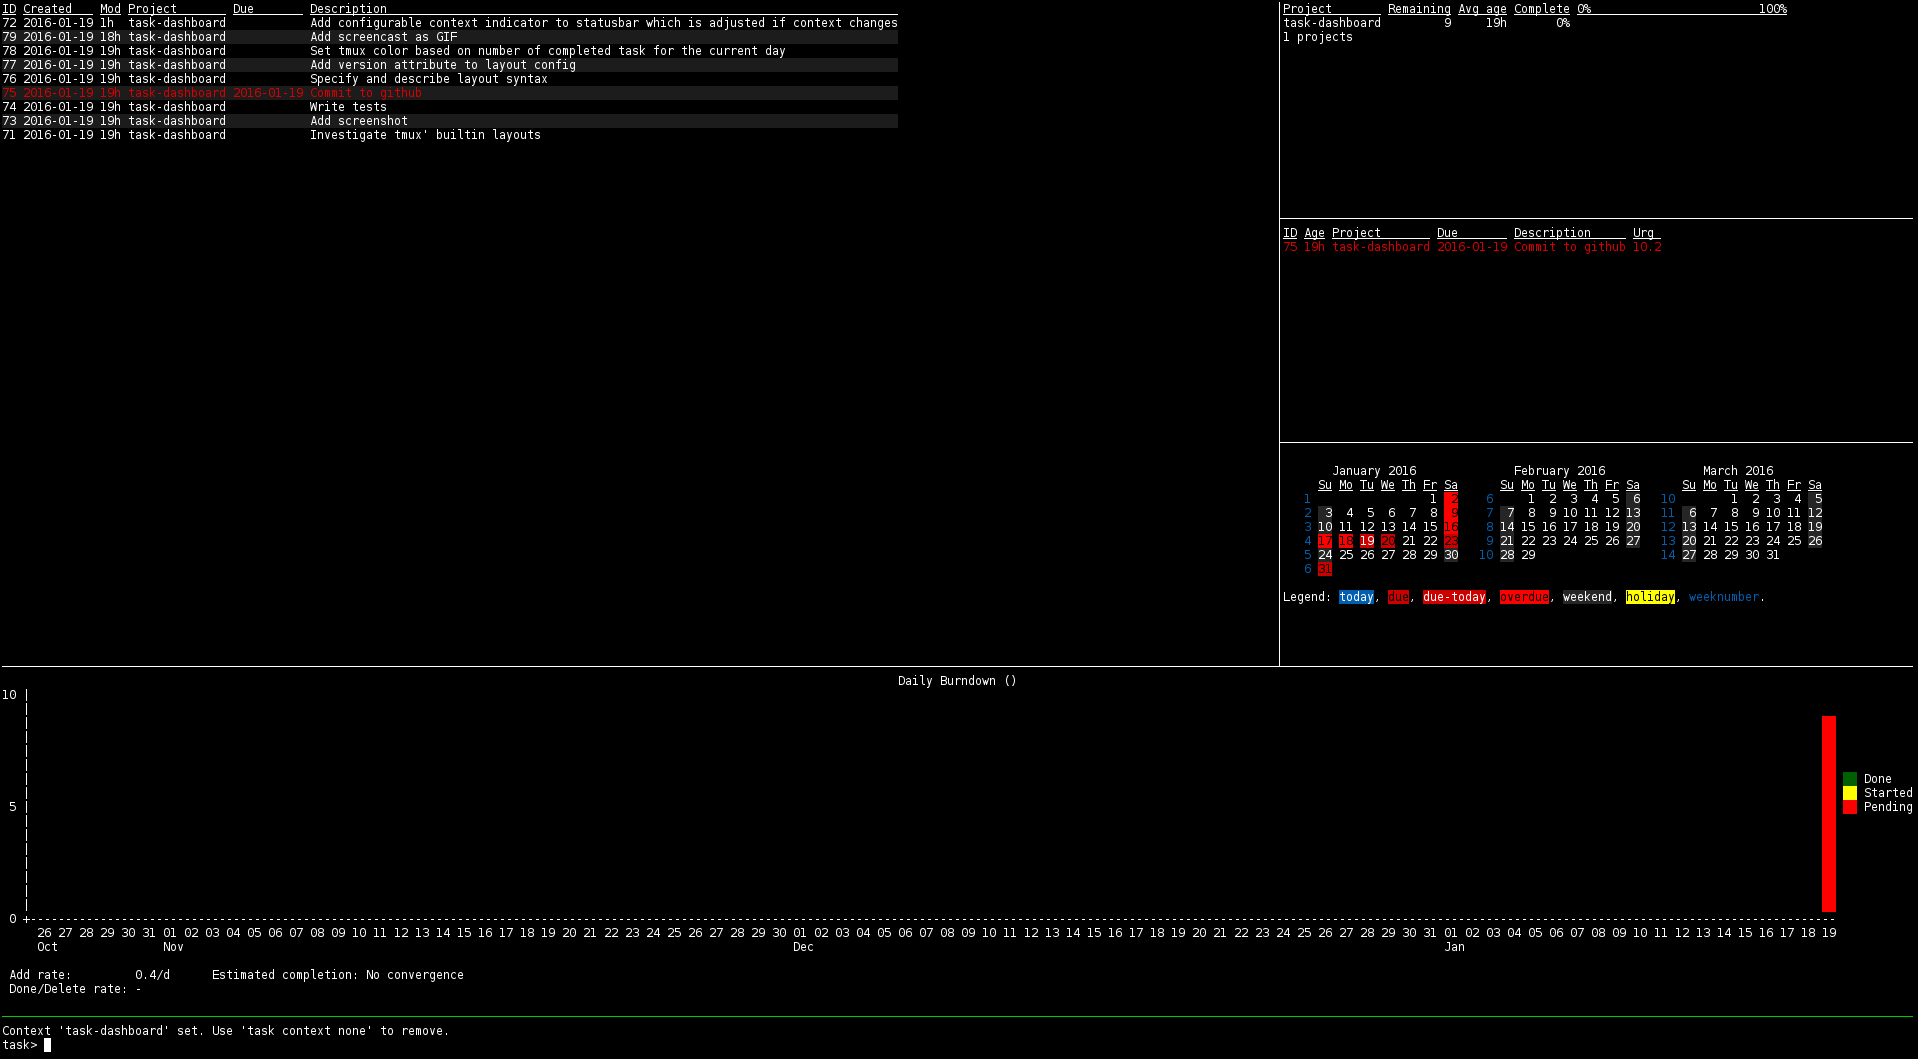 ID Created Mod Project Due Description
72 2016-01-19 1h task-dashboard Add configurable context indicator to statusbar which is adjusted if context changes
79 2016-01-19 18h task-dashboard Add screencast as GIF
78 2016-01-19 19h task-dashboard Set tmux color based on number of completed task for the current day
77 2016-01-19 19h task-dashboard Add version attribute to layout config
76 2016-01-19 19h task-dashboard Specify and describe layout syntax
75 2016-01-19 19h task-dashboard 2016-01-19 Commit to github
74 2016-01-19 19h task-dashboard Write tests
73 2016-01-19 19h task-dashboard Add screenshot
71 2016-01-19 19h task-dashboard Investigate tmux' builtin layouts
Project Remaining Avg age Complete 0% 100%
task-dashboard 9 19h 0%
1 projects
ID Age Project Due Description Urg
75 19h task-dashboard 2016-01-19 Commit to github 10.2
January 2016 February 2016 March 2016
Su Mo Tu We Th Fr Sa Su Mo Tu We Th Fr Sa Su Mo Tu We Th Fr Sa
1 1 2 6 1 2 3 4 5 6 10 1 2 3 4 5
2 3 4 5 6 7 8 9 7 7 8 9 10 11 12 13 11 6 7 8 9 10 11 12
3 10 11 12 13 14 15 16 8 14 15 16 17 18 19 20 12 13 14 15 16 17 18 19
4 17 18 19 20 21 22 23 9 21 22 23 24 25 26 27 13 20 21 22 23 24 25 26
5 24 25 26 27 28 29 30 10 28 29 14 27 28 29 30 31
6 31
Legend: today, due, due-today, overdue, weekend, holiday, weeknumber.
Daily Burndown ()
10
Done
Started
5 Pending
0 +
26 27 28 29 30 31 01 02 03 04 05 06 07 08 09 10 11 12 13 14 15 16 17 18 19 20 21 22 23 24 25 26 27 28 29 30 01 02 03 04 05 06 07 08 09 10 11 12 13 14 15 16 17 18 19 20 21 22 23 24 25 26 27 28 29 30 31 01 02 03 04 05 06 07 08 09 10 11 12 13 14 15 16 17 18 19
Oct Nov Dec Jan
Add rate: 0.4/d Estimated completion: No convergence
Done/Delete rate: -
Context 'task-dashboard' set. Use 'task context none' to remove.
task>